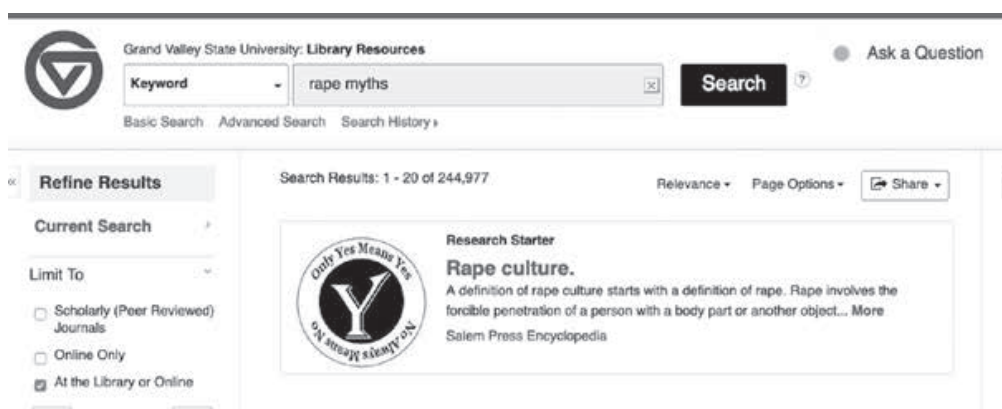 Grand Valley State University: Library Resources
Ask a Question
Keyword
rape myths
Search
?
Basic Search Advanced Search Search History
Refine Results
Search Results: 1 - 20 of 244,977
Relevance
Page Options
Share
Current Search
Limit To
Scholarly (Peer Reviewed)
Journals
Online Only
At the Library or Online
Only Yes Means Yes
Y
No Always Means No
Research Starter
Rape culture.
A definition of rape culture starts with a definition of rape. Rape involves the
forcible penetration of a person with a body part or another object... More
Salem Press Encyclopedia